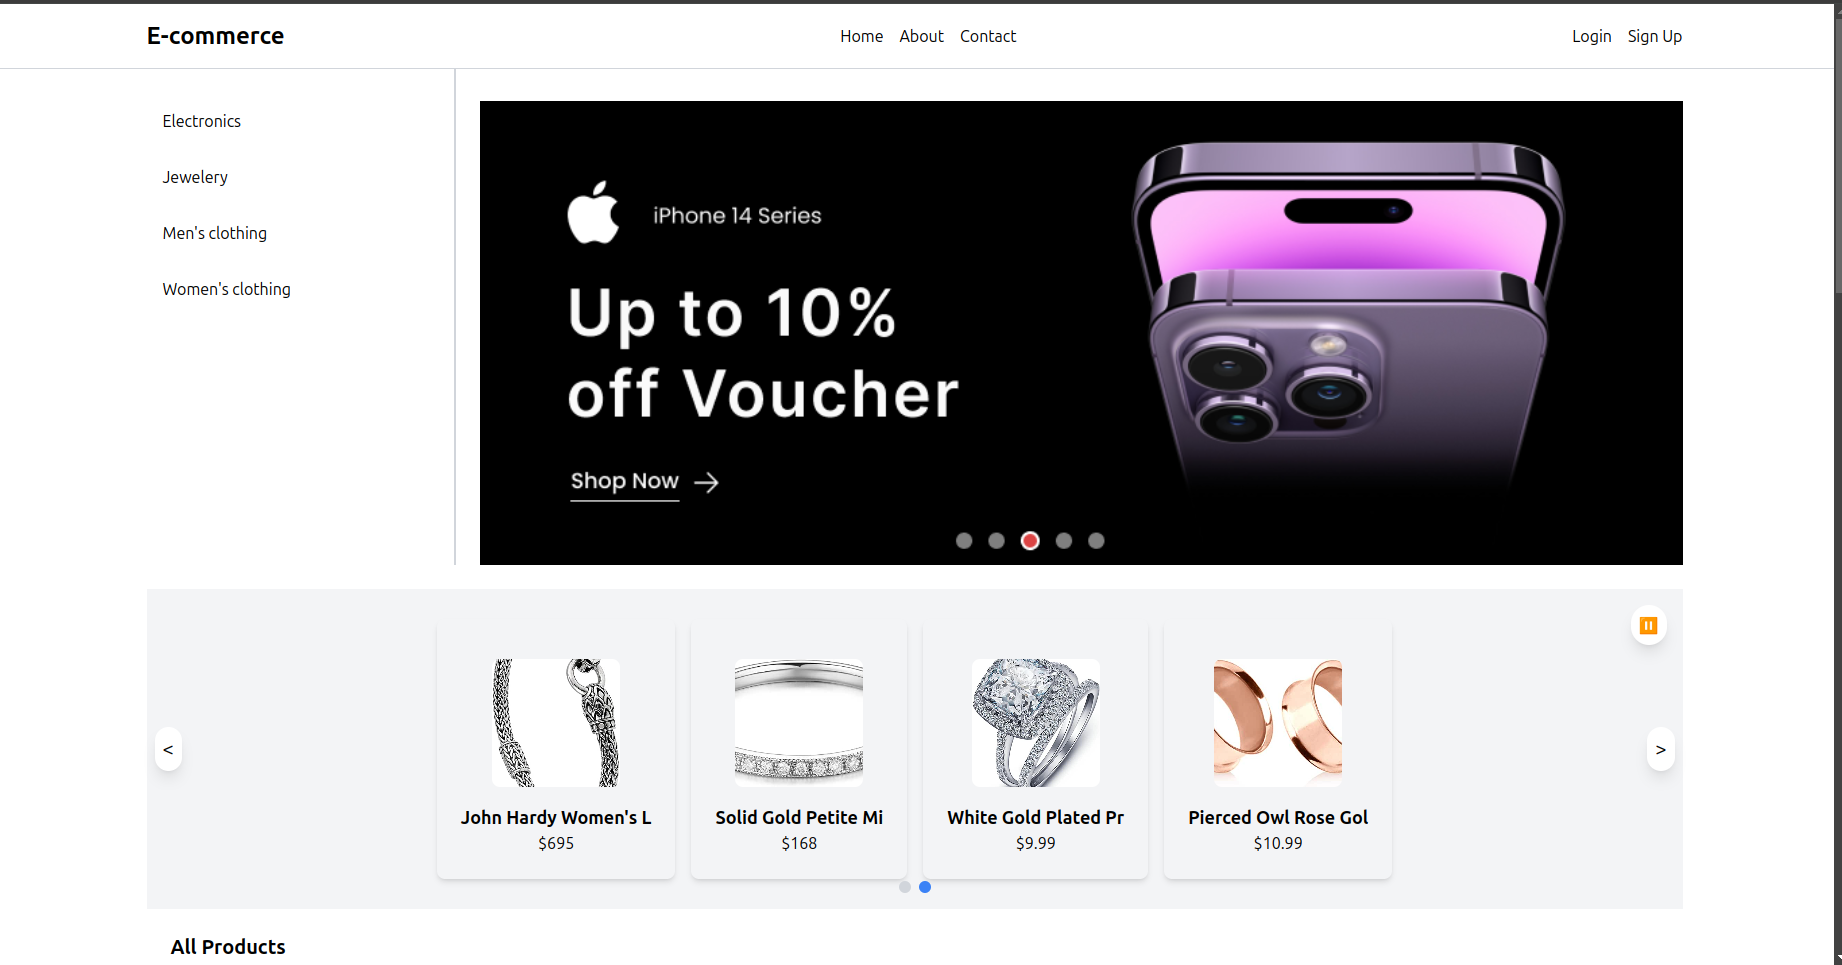 E-commerce
Home About Contact
Login Sign Up
Electronics
Jewelery
Men's clothing
Women's clothing
iPhone 14 Series
Up to 10%
off Voucher
Shop Now →
<
>
John Hardy Women's L
$695
Solid Gold Petite Mi
$168
White Gold Plated Pr
$9.99
Pierced Owl Rose Gol
$10.99
All Products